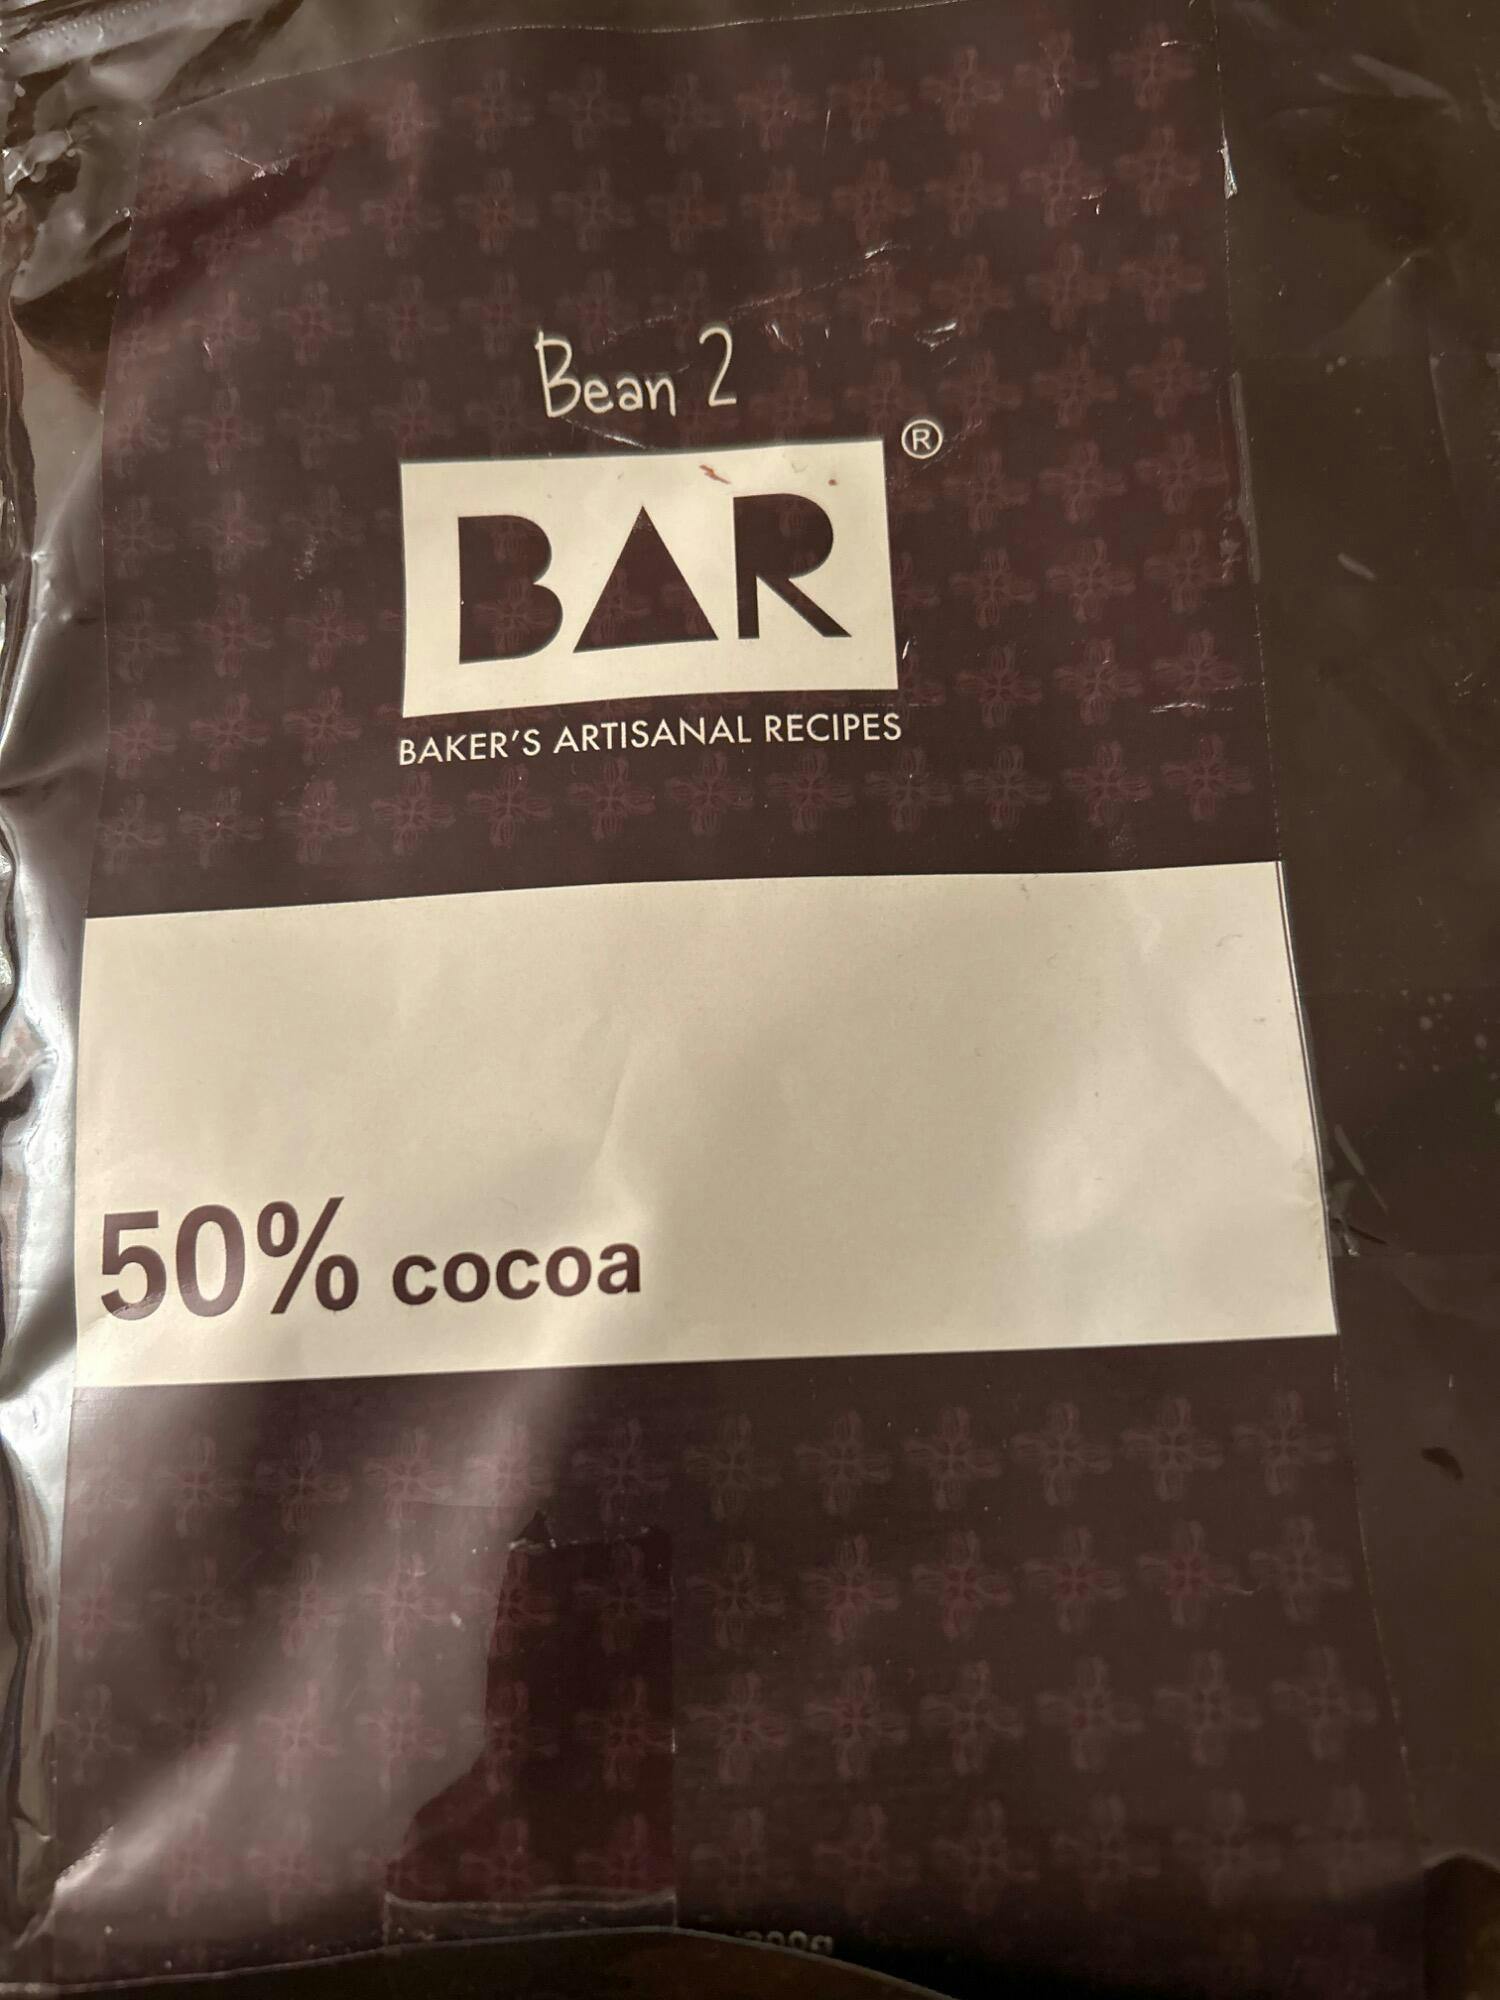 Bean 2
BAR®
BAKER'S ARTISANAL RECIPES
50% cocoa